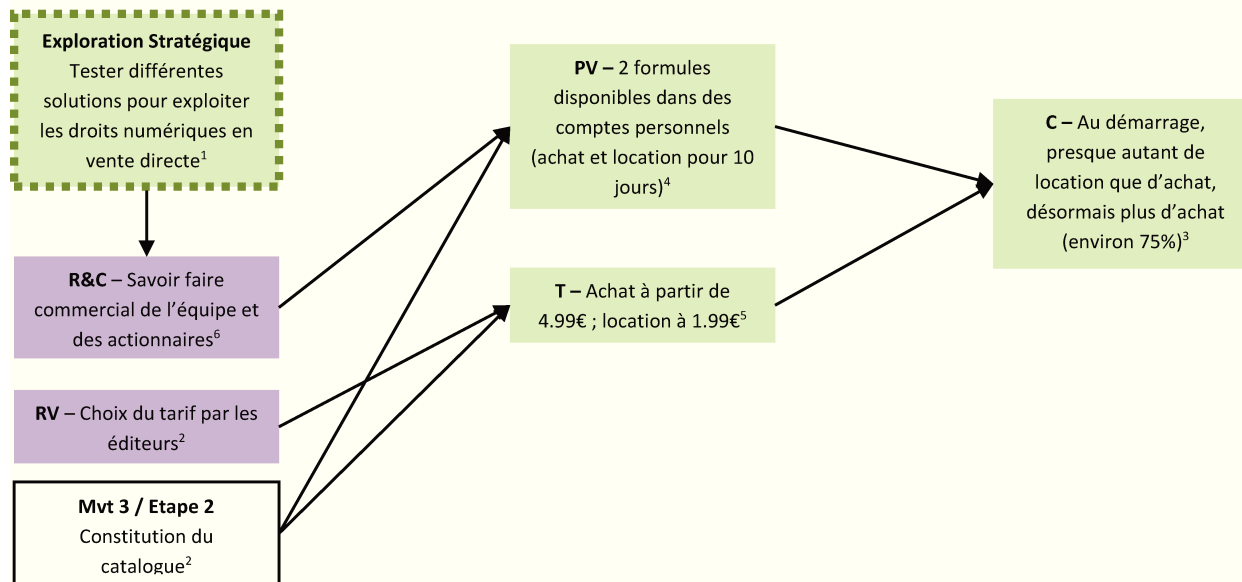 Exploration Stratégique
Tester différentes
solutions pour exploiter
les droits numériques en
vente directe¹
R&C – Savoir faire
commercial de l'équipe et
des actionnaires⁶
RV – Choix du tarif par les
éditeurs²
Mvt 3 / Etape 2
Constitution du
catalogue²
PV – 2 formules
disponibles dans des
comptes personnels
(achat et location pour 10
jours)⁴
T – Achat à partir de
4.99€ ; location à 1.99€⁵
C – Au démarrage,
presque autant de
location que d'achat,
désormais plus d'achat
(environ 75%)³